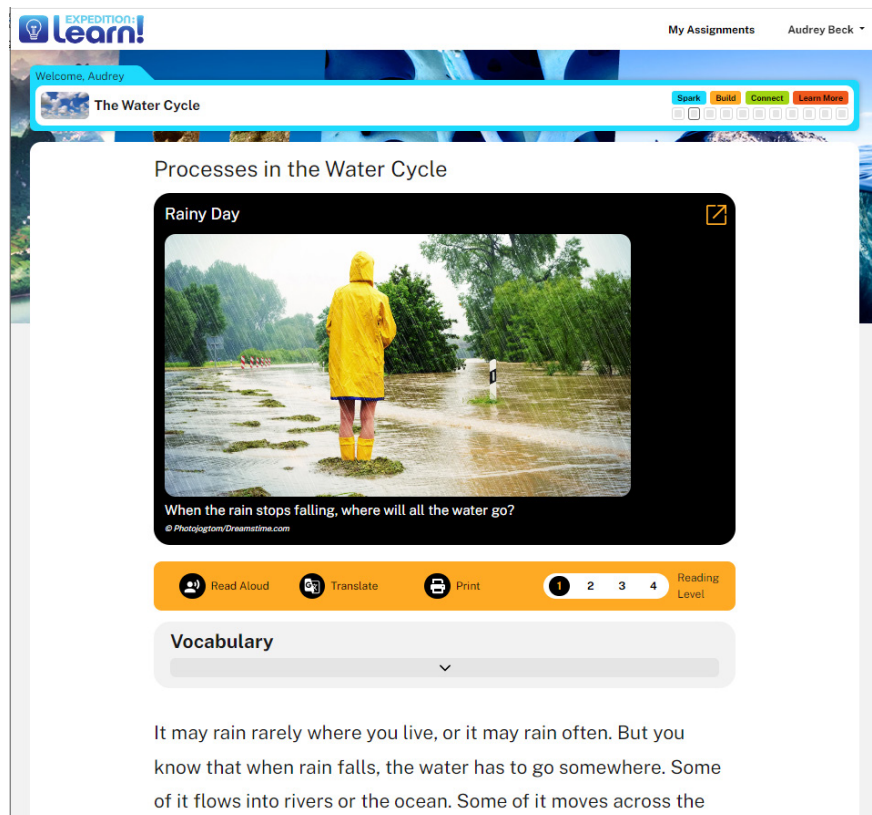 EXPEDITION:
Learn!
My Assignments
Audrey Beck
Welcome, Audrey
The Water Cycle
Spark
Build
Connect
Learn More
Processes in the Water Cycle
Rainy Day
When the rain stops falling, where will all the water go?
© Photojogtom/Dreamstime.com
Read Aloud
Translate
Print
1 2 3 4
Reading
Level
Vocabulary
It may rain rarely where you live, or it may rain often. But you
know that when rain falls, the water has to go somewhere. Some
of it flows into rivers or the ocean. Some of it moves across the